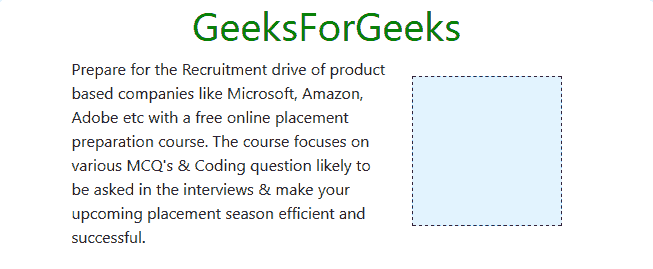 GeeksForGeeks
Prepare for the Recruitment drive of product
based companies like Microsoft, Amazon,
Adobe etc with a free online placement
preparation course. The course focuses on
various MCQ's & Coding question likely to
be asked in the interviews & make your
upcoming placement season efficient and
successful.